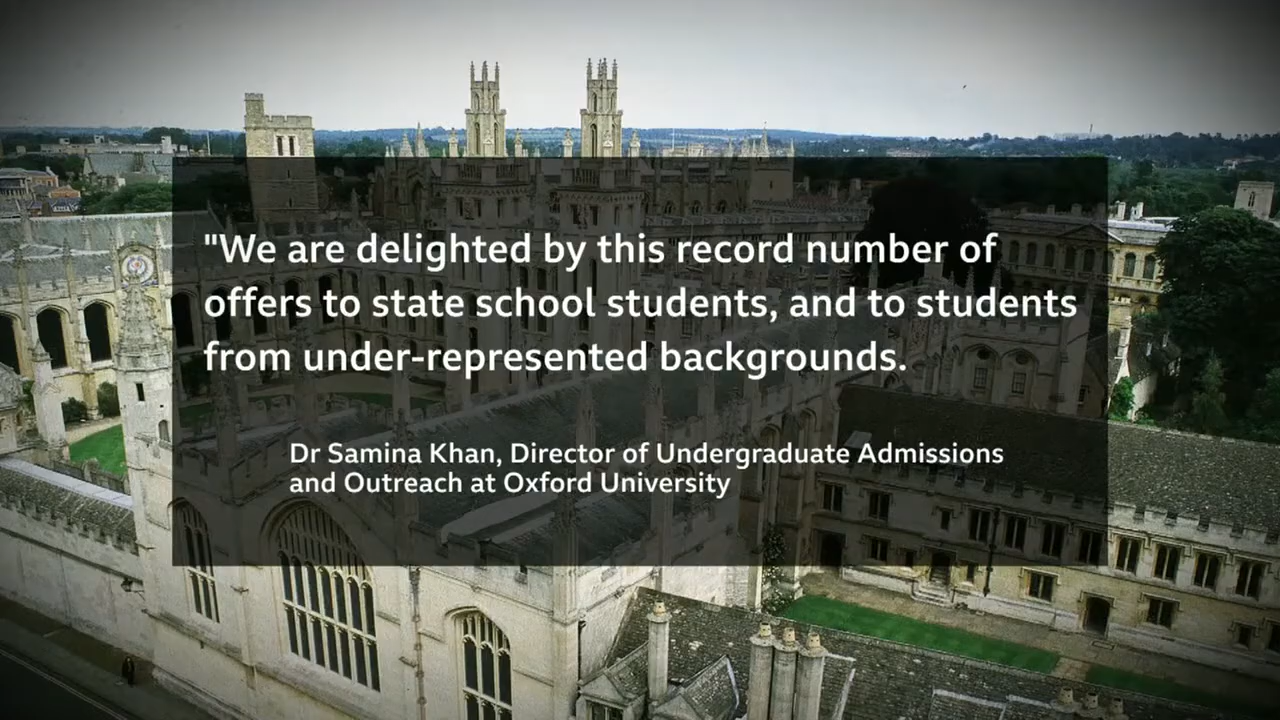 "We are delighted by this record number of
offers to state school students, and to students
from under-represented backgrounds.
Dr Samina Khan, Director of Undergraduate Admissions
and Outreach at Oxford University